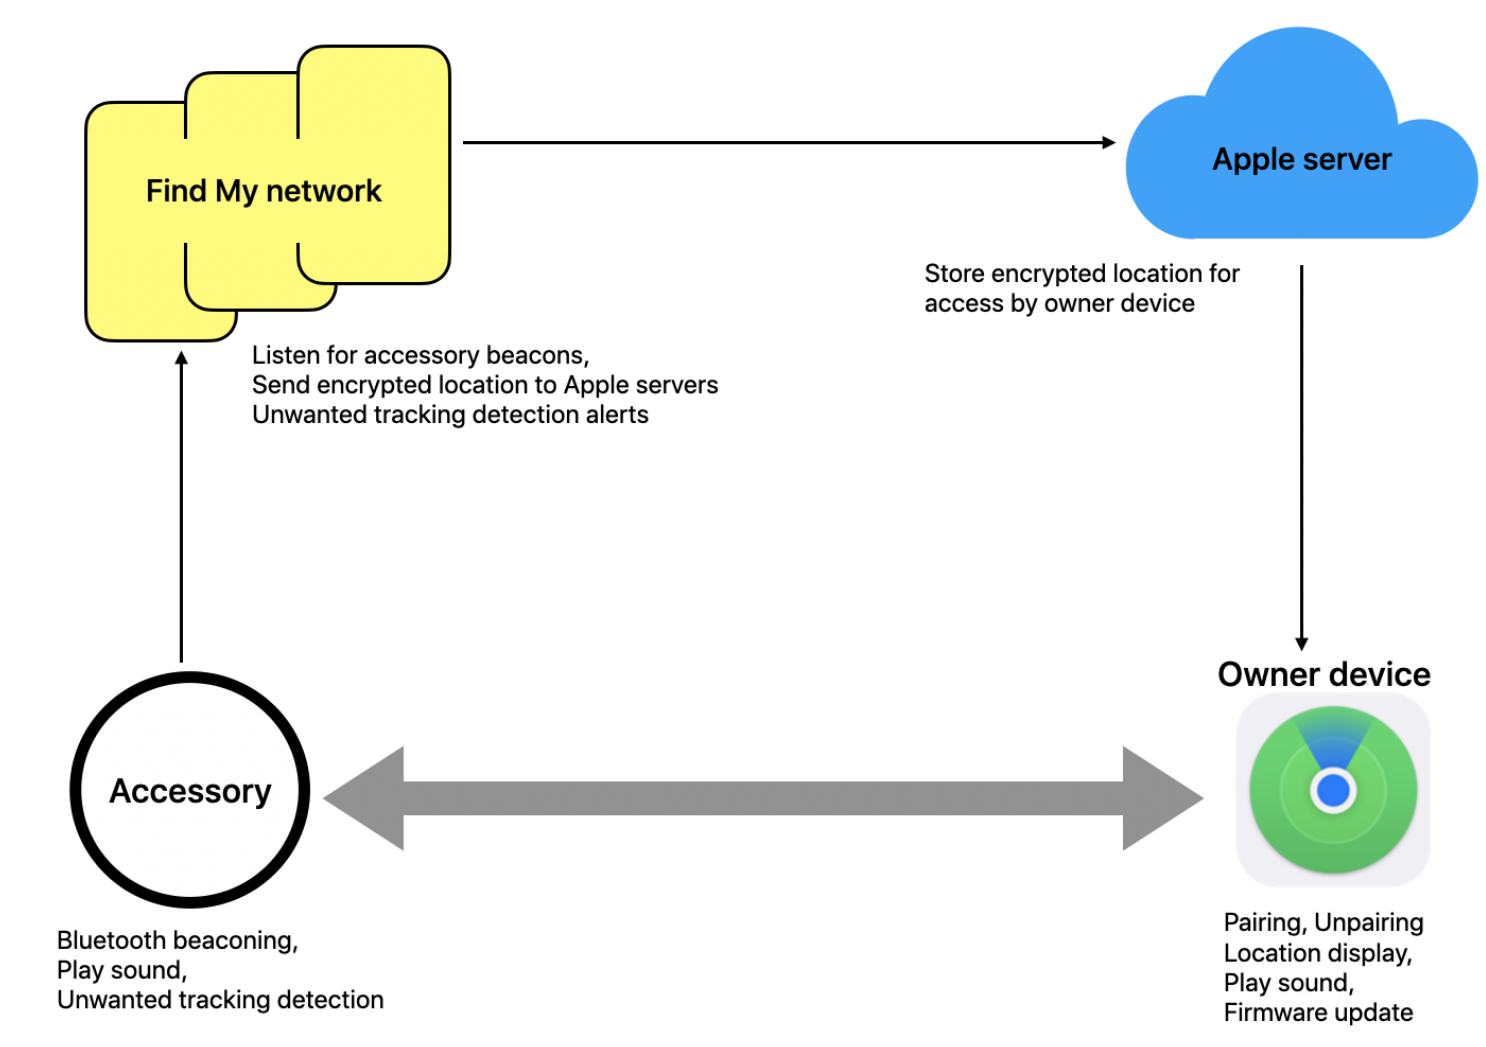 Find My network
Apple server
Store encrypted location for
access by owner device
Listen for accessory beacons,
Send encrypted location to Apple servers
Unwanted tracking detection alerts
Owner device
Accessory
Bluetooth beaconing,
Play sound,
Unwanted tracking detection
Pairing, Unpairing
Location display,
Play sound,
Firmware update